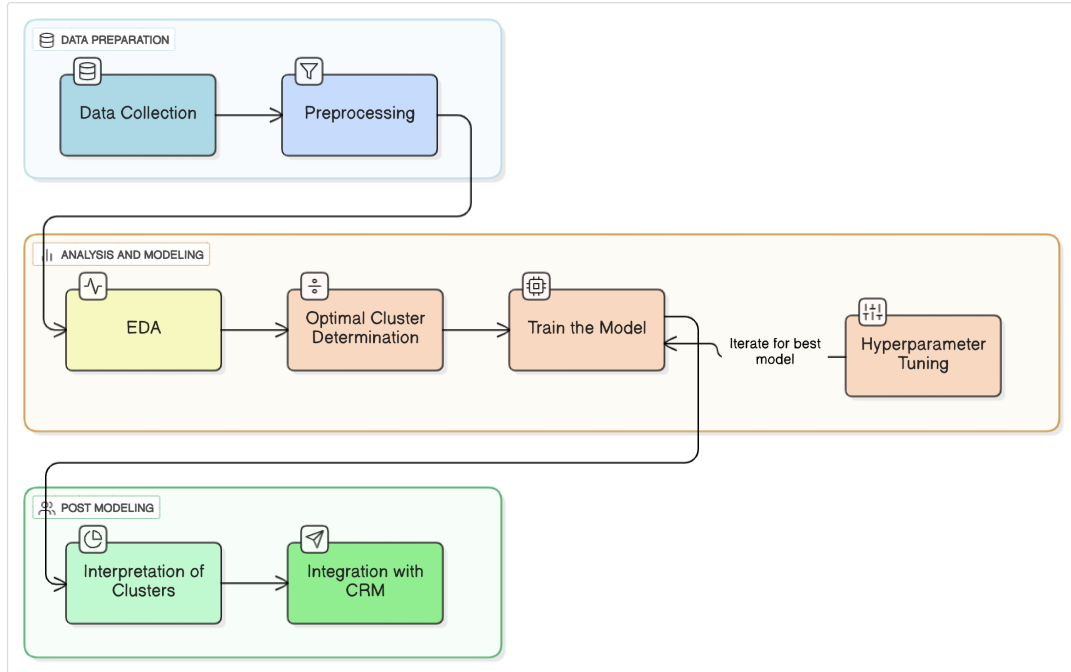 DATA PREPARATION
Data Collection
Preprocessing
ANALYSIS AND MODELING
EDA
Optimal Cluster
Determination
Train the Model
Iterate for best
model
Hyperparameter
Tuning
POST MODELING
Interpretation of
Clusters
Integration with
CRM